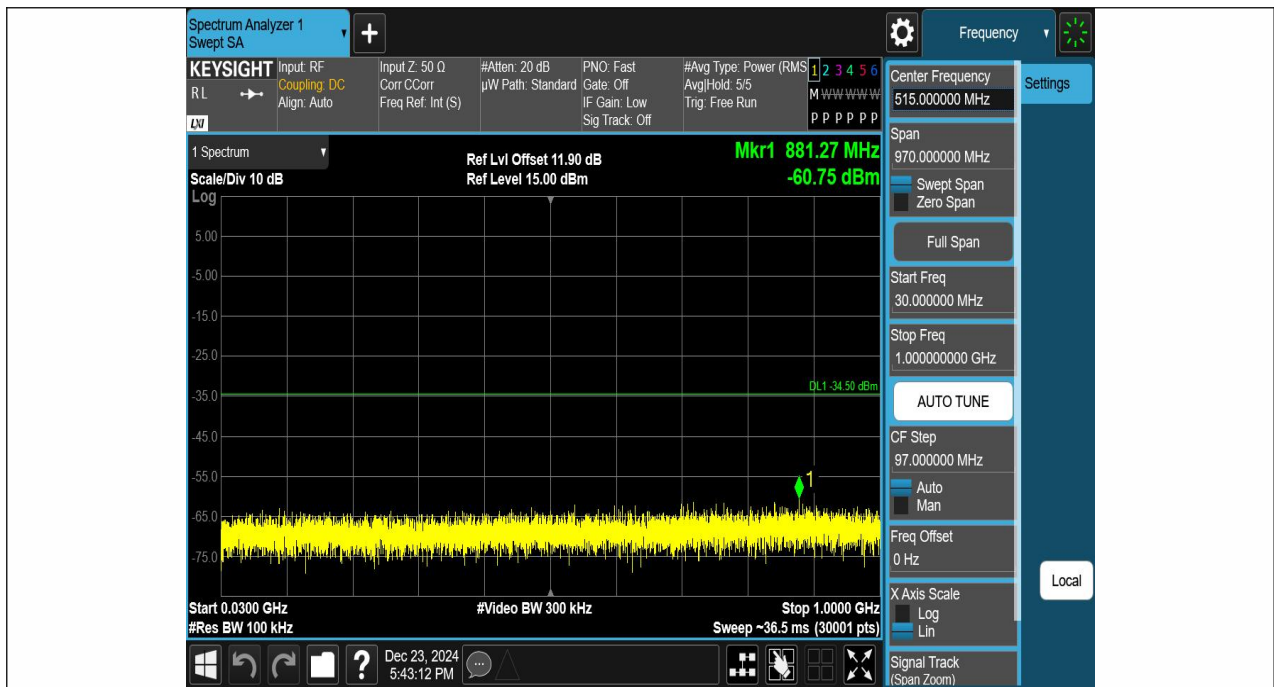 Spectrum Analyzer 1
Swept SA
+
Frequency
KEYSIGHT
RL
LXI
Input: RF
Coupling: DC
Align: Auto
Input Z: 50 Ω
Corr CCorr
Freq Ref: Int (S)
#Atten: 20 dB
µW Path: Standard
PNO: Fast
Gate: Off
IF Gain: Low
Sig Track: Off
#Avg Type: Power (RMS
Avg|Hold: 5/5
Trig: Free Run
1 2 3 4 5 6
M W W W W W
P P P P P P
1 Spectrum
Scale/Div 10 dB
Ref Lvl Offset 11.90 dB
Ref Level 15.00 dBm
Mkr1 881.27 MHz
-60.75 dBm
Log
5.00
-5.00
-15.0
-25.0
-35.0
DL1 -34.50 dBm
-45.0
-55.0
1
-65.0
-75.0
Start 0.0300 GHz
#Res BW 100 kHz
#Video BW 300 kHz
Stop 1.0000 GHz
Sweep ~36.5 ms (30001 pts)
?
Dec 23, 2024
5:43:12 PM
Center Frequency
515.000000 MHz
Span
970.000000 MHz
Swept Span
Zero Span
Full Span
Start Freq
30.000000 MHz
Stop Freq
1.000000000 GHz
AUTO TUNE
CF Step
97.000000 MHz
Auto
Man
Freq Offset
0 Hz
X Axis Scale
Log
Lin
Signal Track
(Span Zoom)
Settings
Local